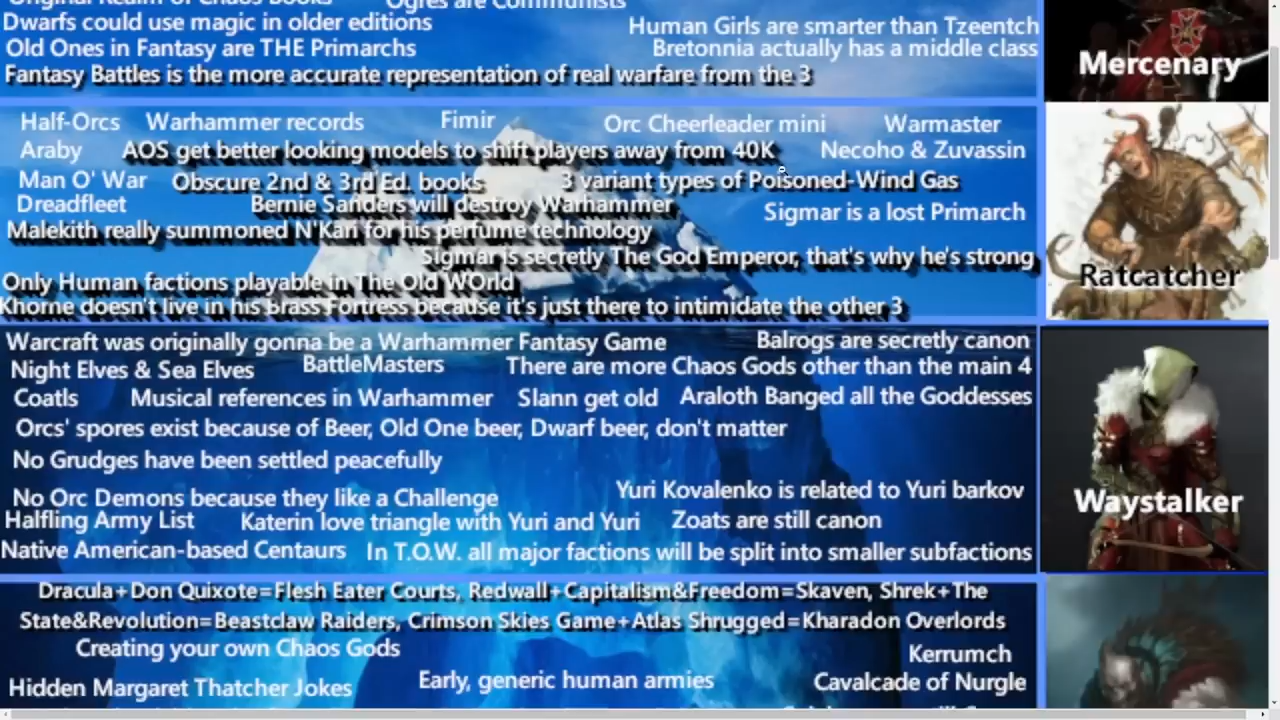 Original Realm of Chaos Books Ogres are Communists
Dwarfs could use magic in older editions Human Girls are smarter than Tzeentch
Old Ones in Fantasy are THE Primarchs Bretonnia actually has a middle class
Mercenary
Fantasy Battles is the more accurate representation of real warfare from the 3
Half-Orcs Warhammer records Fimir Orc Cheerleader mini Warmaster
Araby AOS get better looking models to shift players away from 40K Necoho & Zuvassin
Man O' War Obscure 2nd & 3rd Ed. books 3 variant types of Poisoned-Wind Gas
Dreadfleet Bernie Sanders will destroy Warhammer Sigmar is a lost Primarch
Malekith really summoned N'Kari for his perfume technology
Sigmar is secretly The God Emperor, that's why he's strong
Ratcatcher
Only Human factions playable in The Old WOrld
Khorne doesn't live in his Brass Fortress because it's just there to intimidate the other 3
Warcraft was originally gonna be a Warhammer Fantasy Game Balrogs are secretly canon
Night Elves & Sea Elves BattleMasters There are more Chaos Gods other than the main 4
Coatls Musical references in Warhammer Slann get old Araloth Banged all the Goddesses
Orcs' spores exist because of Beer, Old One beer, Dwarf beer, don't matter
No Grudges have been settled peacefully
No Orc Demons because they like a Challenge Yuri Kovalenko is related to Yuri barkov
Waystalker
Halfling Army List Katerin love triangle with Yuri and Yuri Zoats are still canon
Native American-based Centaurs In T.O.W. all major factions will be split into smaller subfactions
Dracula+Don Quixote=Flesh Eater Courts, Redwall+Capitalism&Freedom=Skaven, Shrek+The
State&Revolution=Beastclaw Raiders, Crimson Skies Game+Atlas Shrugged=Kharadon Overlords
Creating your own Chaos Gods Kerrumch
Hidden Margaret Thatcher Jokes Early, generic human armies Cavalcade of Nurgle